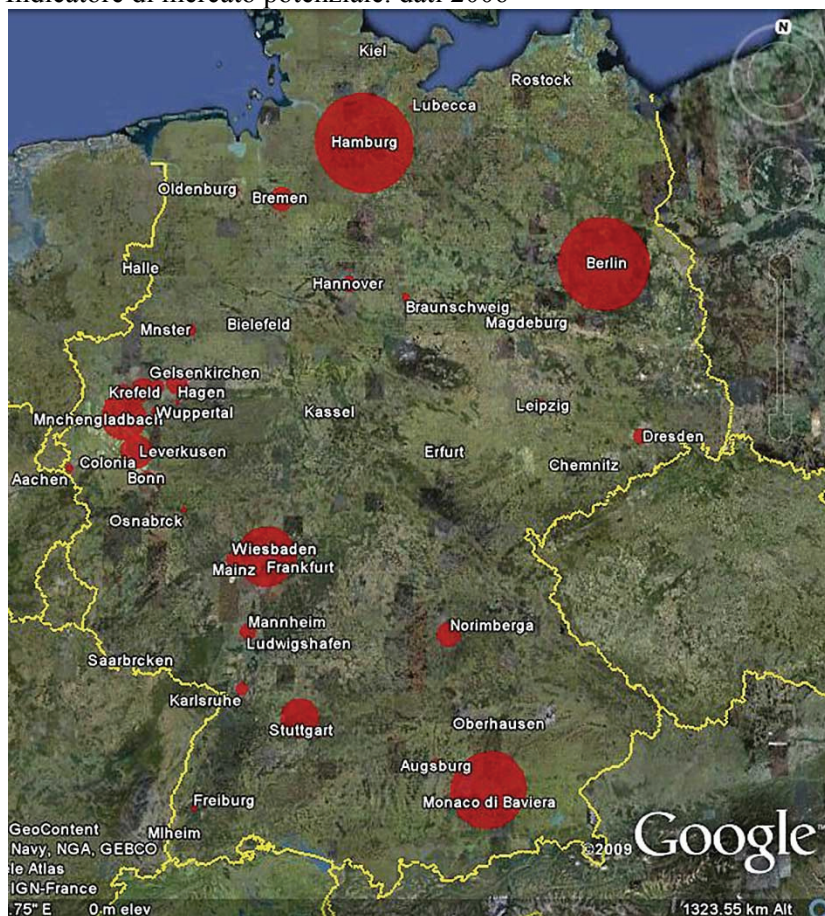 Indicatore di mercato potenziale: dati 2006
N
Kiel
Rostock
Lubecca
Hamburg
Oldenburg
Bremen
Berlin
Halle
Hannover
Braunschweig
Magdeburg
Mnster
Bielefeld
Gelsenkirchen
Krefeld
Hagen
Mnchengladbach
Wuppertal
Kassel
Leipzig
Dresden
Leverkusen
Erfurt
Colonia
Chemnitz
Aachen
Bonn
Osnabrck
Wiesbaden
Mainz
Frankfurt
Mannheim
Norimberga
Ludwigshafen
Saarbrcken
Karlsruhe
Oberhausen
Stuttgart
Augsburg
Freiburg
Monaco di Baviera
Mlheim
GeoContent
Navy, NGA, GEBCO
ele Atlas
IGN-France
©2009 Google™
.75" E
0 m elev
1323.55 km Alt